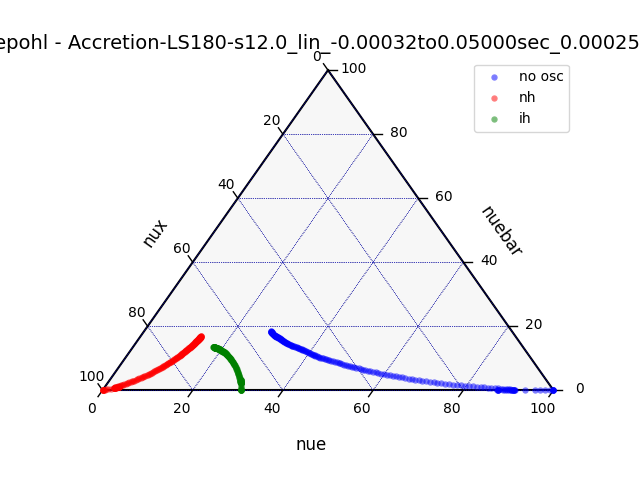 epohl - Accretion-LS180-s12.0_lin_-0.00032to0.05000sec_0.00025
0 100
no osc
nh
ih
20 80
40 60
nux nuebar
60 40
80 20
100 0
0 20 40 60 80 100
nue